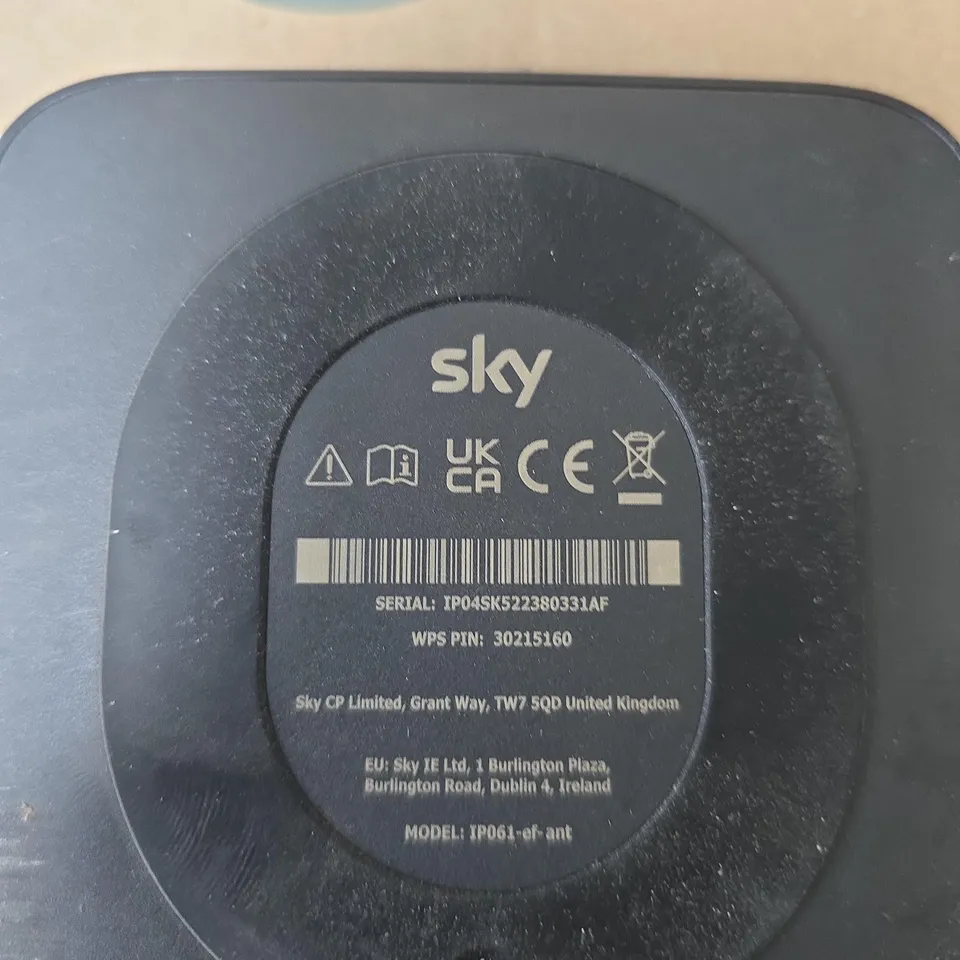 sky
UK
CA
CE
SERIAL: IP04SK522380331AF
WPS PIN: 30215160
Sky CP Limited, Grant Way, TW7 5QD United Kingdom
EU: Sky IE Ltd, 1 Burlington Plaza,
Burlington Road, Dublin 4, Ireland
MODEL: IP061-ef-ant